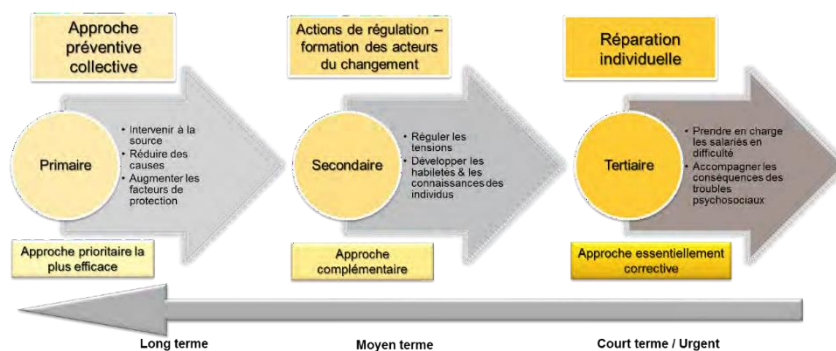 Approche
préventive
collective
Actions de régulation –
formation des acteurs
du changement
Réparation
individuelle
Primaire
• Intervenir à la
source
• Réduire des
causes
• Augmenter les
facteurs de
protection
Secondaire
• Réguler les
tensions
• Développer les
habiletés & les
connaissances des
individus
Tertiaire
• Prendre en charge
les salariés en
difficulté
• Accompagner les
conséquences des
troubles
psychosociaux
Approche prioritaire la
plus efficace
Approche
complémentaire
Approche essentiellement
corrective
Long terme
Moyen terme
Court terme / Urgent